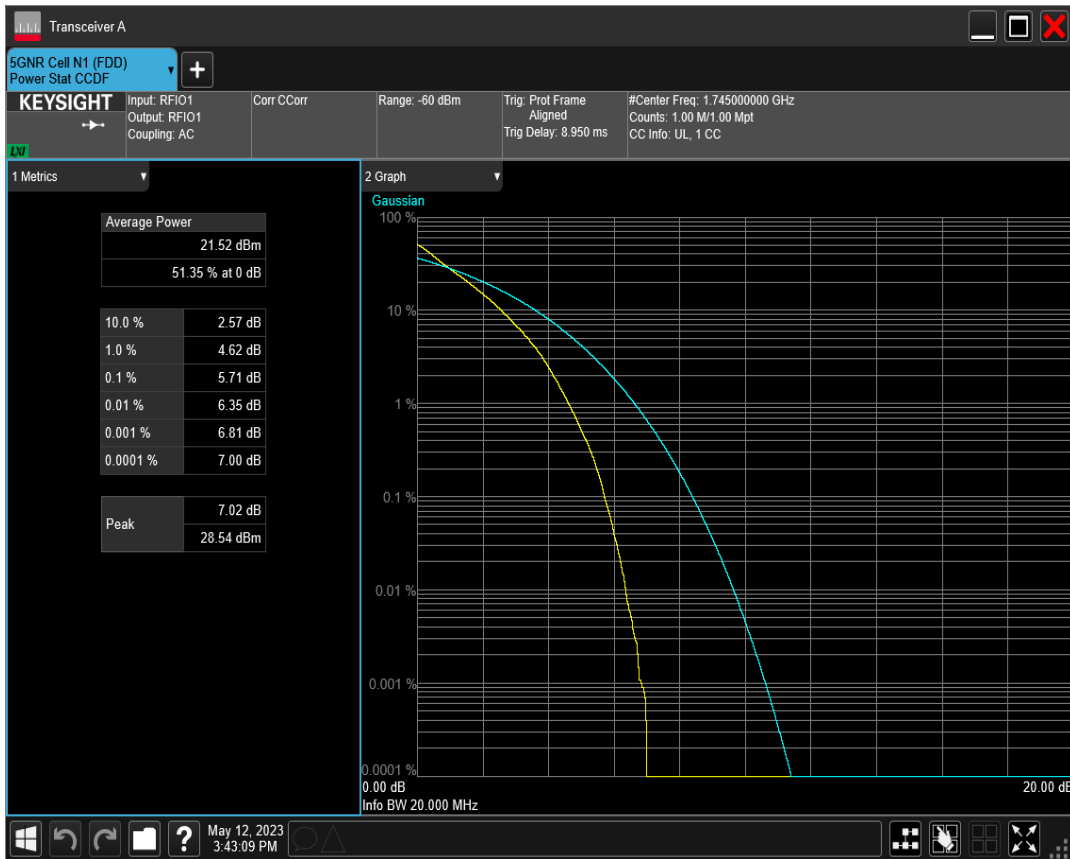 Transceiver A
5GNR Cell N1 (FDD)
Power Stat CCDF
+
KEYSIGHT
LXI
Input: RFIO1
Output: RFIO1
Coupling: AC
Corr CCorr
Range: -60 dBm
Trig: Prot Frame
Aligned
Trig Delay: 8.950 ms
#Center Freq: 1.745000000 GHz
Counts: 1.00 M/1.00 Mpt
CC Info: UL, 1 CC
1 Metrics
Average Power
21.52 dBm
51.35 % at 0 dB
10.0 % 2.57 dB
1.0 % 4.62 dB
0.1 % 5.71 dB
0.01 % 6.35 dB
0.001 % 6.81 dB
0.0001 % 7.00 dB
Peak
7.02 dB
28.54 dBm
2 Graph
Gaussian
100 %
10 %
1 %
0.1 %
0.01 %
0.001 %
0.0001 %
0.00 dB 20.00 dB
Info BW 20.000 MHz
?
May 12, 2023
3:43:09 PM